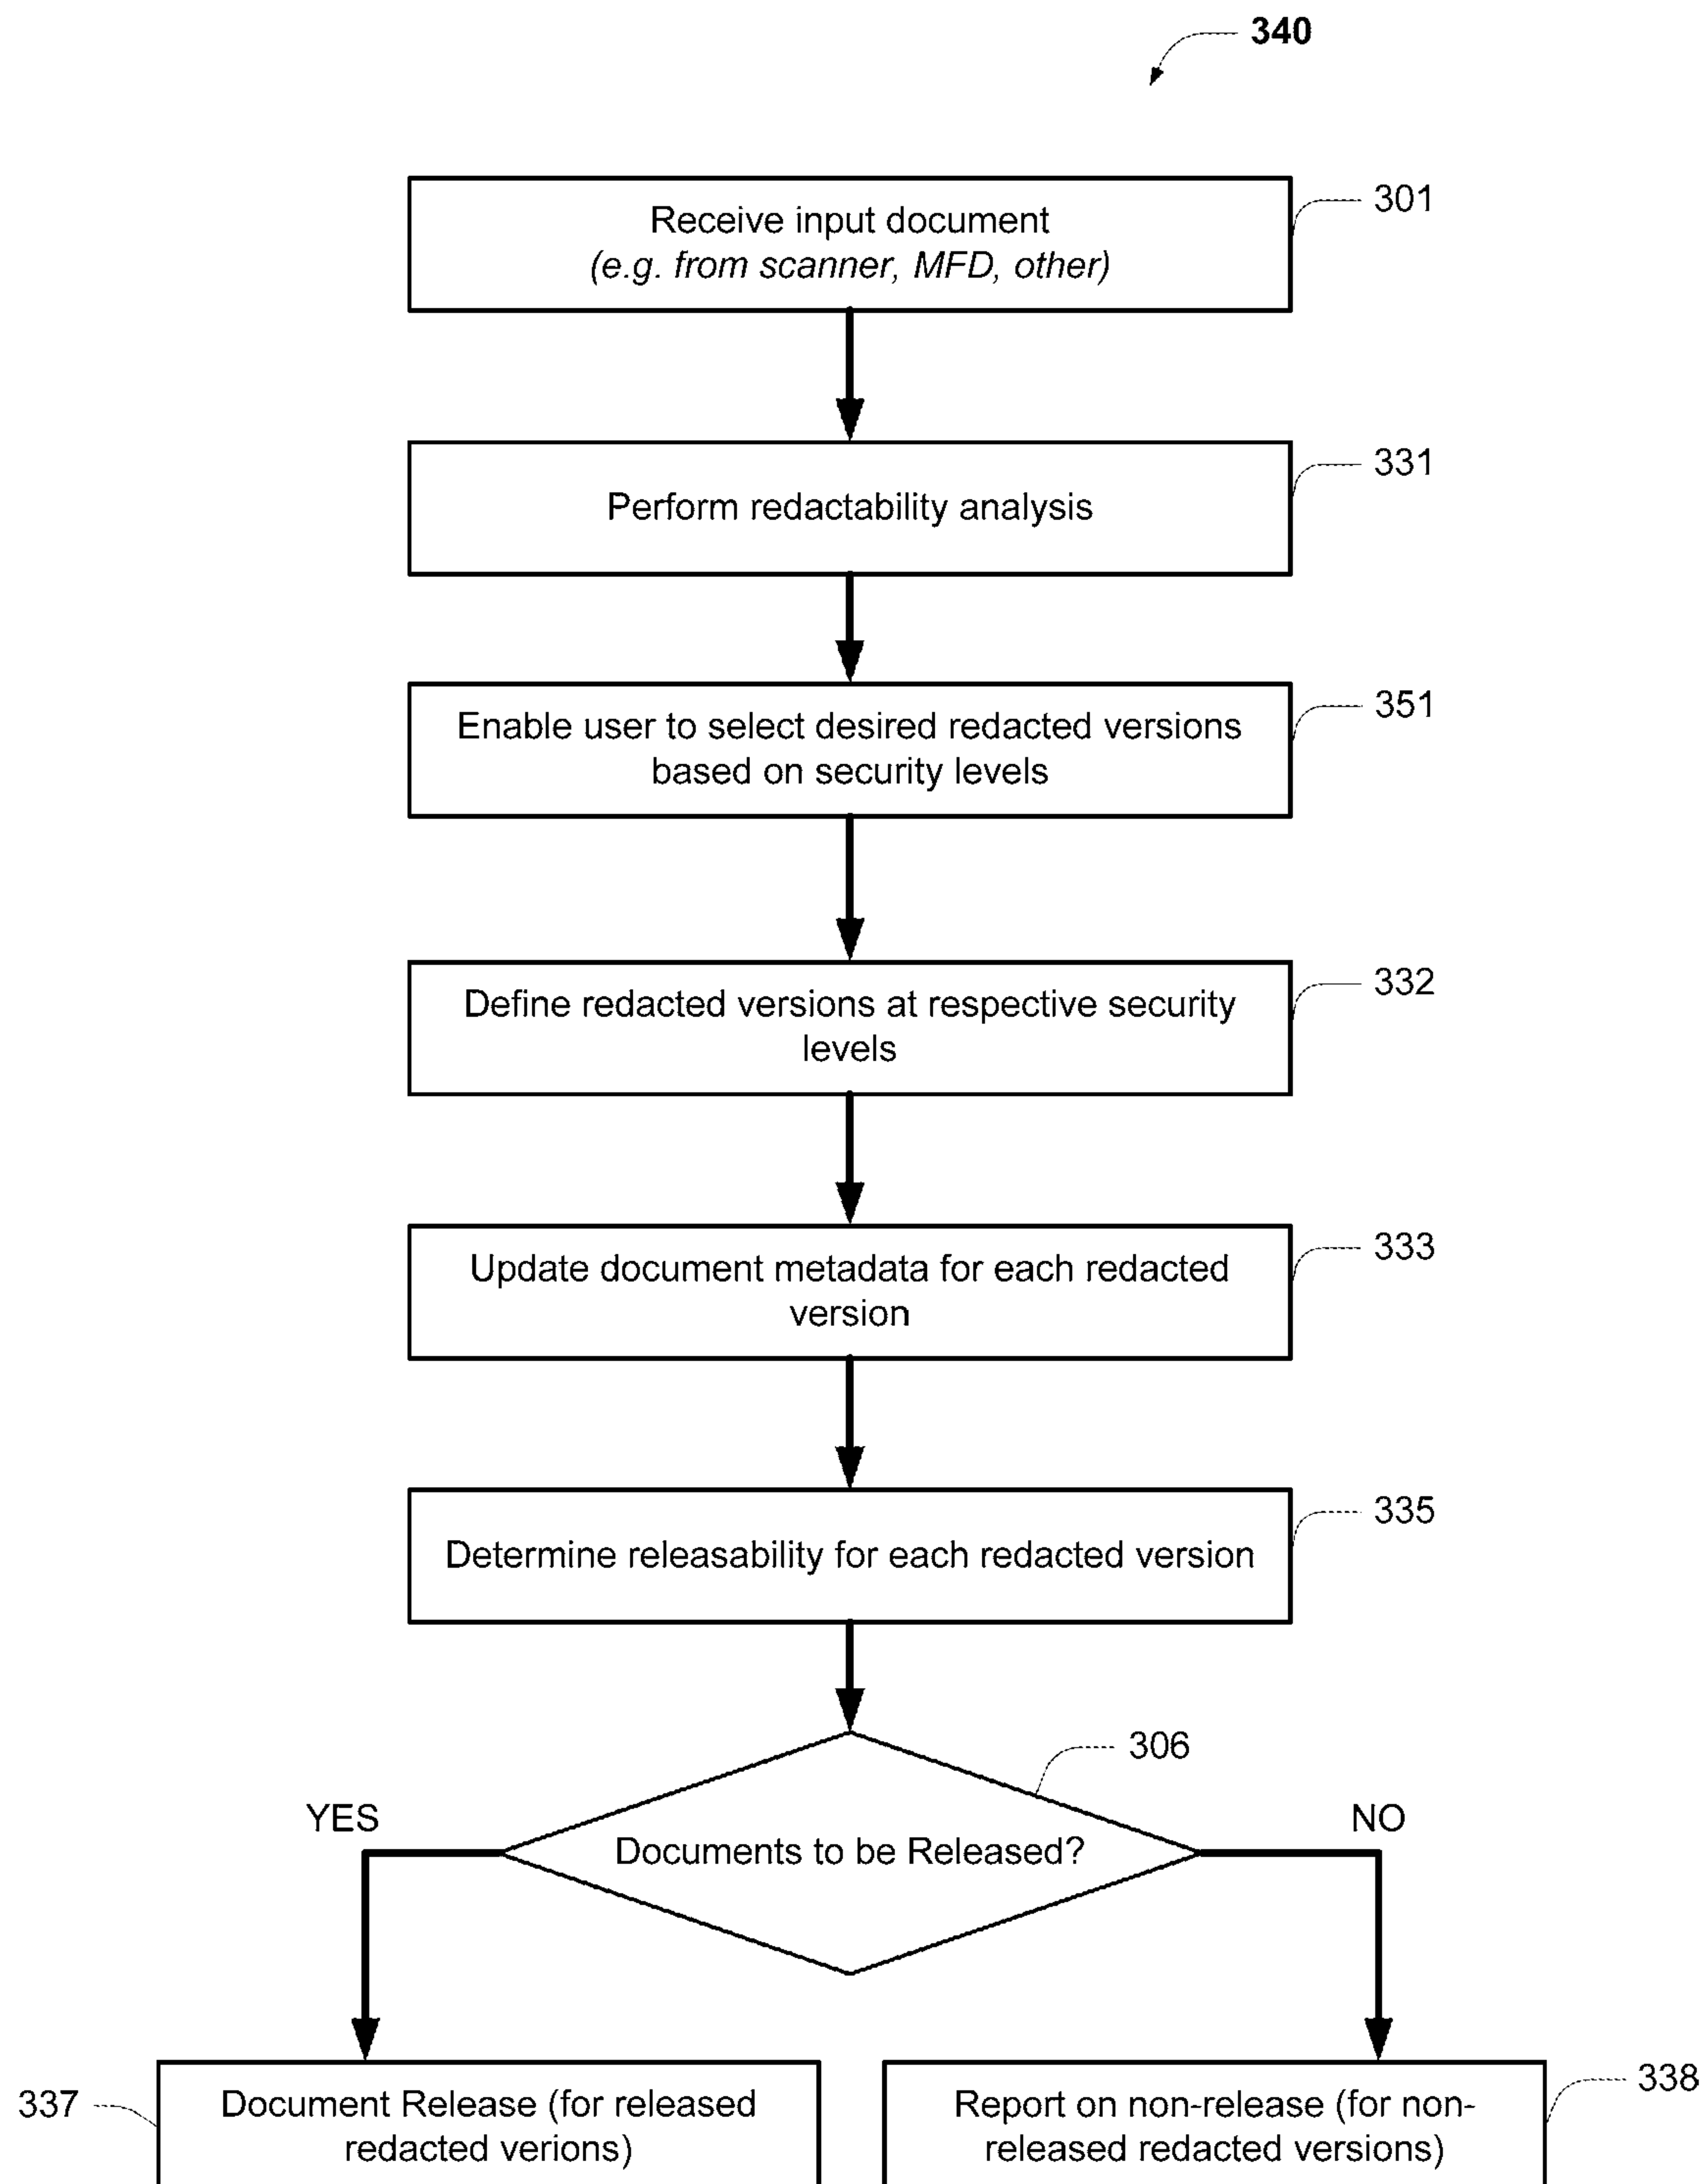 340
Receive input document
(e.g. from scanner, MFD, other)
301
Perform redactability analysis
331
Enable user to select desired redacted versions
based on security levels
351
Define redacted versions at respective security
levels
332
Update document metadata for each redacted
version
333
Determine releasability for each redacted version
335
306
YES
NO
Documents to be Released?
337
Document Release (for released
redacted verions)
Report on non-release (for non-
released redacted versions)
338